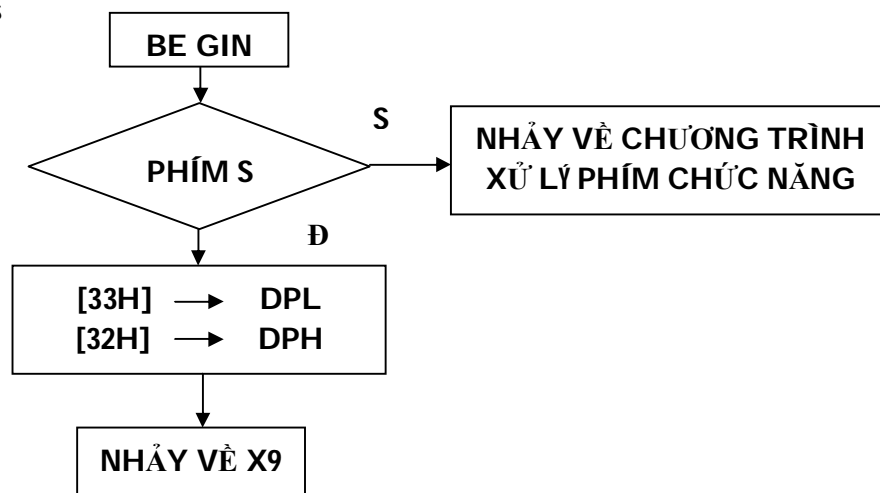 BE GIN
PHÍM S
S
NHẢY VỀ CHƯƠNG TRÌNH
XỬ LÝ PHÍM CHỨC NĂNG
Đ
[33H] → DPL
[32H] → DPH
NHẢY VỀ X9